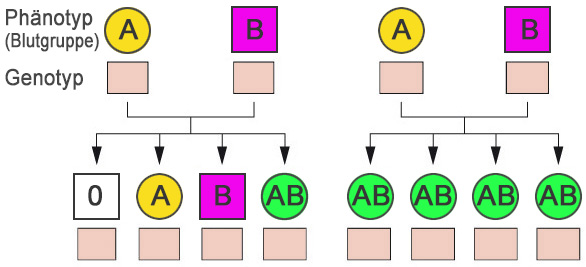 Phänotyp A B A B
(Blutgruppe)
Genotyp
0 A B AB AB AB AB AB